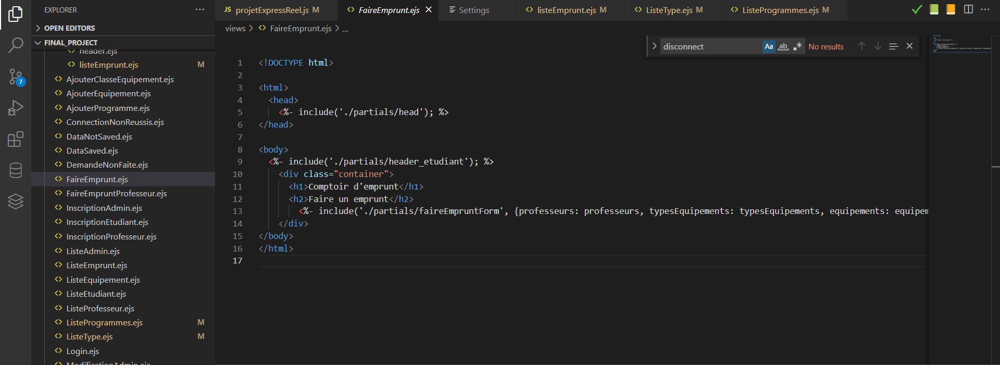 EXPLORER
OPEN EDITORS
FINAL_PROJECT
header.ejs
listeEmprunt.ejs M
AjouterClasseEquipement.ejs
AjouterEquipement.ejs
AjouterProgramme.ejs
ConnectionNonReussis.ejs
DataNotSaved.ejs
DataSaved.ejs
DemandeNonFaite.ejs
FaireEmprunt.ejs
FaireEmpruntProfesseur.ejs
InscriptionAdmin.ejs
InscriptionEtudiant.ejs
InscriptionProfesseur.ejs
ListeAdmin.ejs
ListeEmprunt.ejs
ListeEquipement.ejs
ListeEtudiant.ejs
ListeProfesseur.ejs
ListeProgrammes.ejs M
ListeType.ejs M
Login.ejs
ModificationAdmin.ejs
7
JS projetExpressReel.js M
FaireEmprunt.ejs
Settings
listeEmprunt.ejs M
ListeType.ejs M
ListeProgrammes.ejs M
views > FaireEmprunt.ejs > ...
disconnect Aa ab No results
1 <!DOCTYPE html>
2
3 <html>
4 <head>
5 <%- include('./partials/head'); %>
6 </head>
7
8 <body>
9 <%- include('./partials/header_etudiant'); %>
10 <div class="container">
11 <h1>Comptoir d'emprunt</h1>
12 <h2>Faire un emprunt</h2>
13 <%- include('./partials/faireEmpruntForm', {professeurs: professeurs, typesEquipements: typesEquipements, equipements: equipem
14 </div>
15 </body>
16 </html>
17